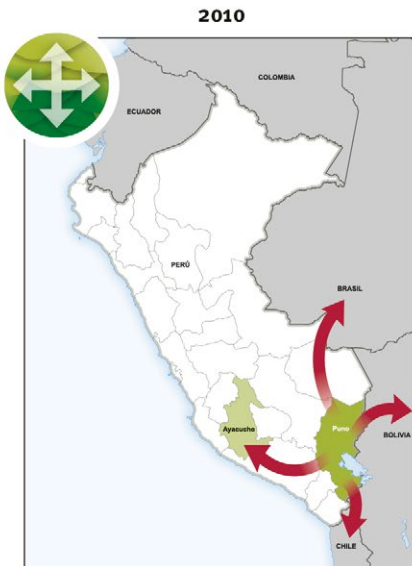 2010
COLOMBIA
ECUADOR
PERÚ
BRASIL
Ayacucho
Puno
BOLIVIA
CHILE